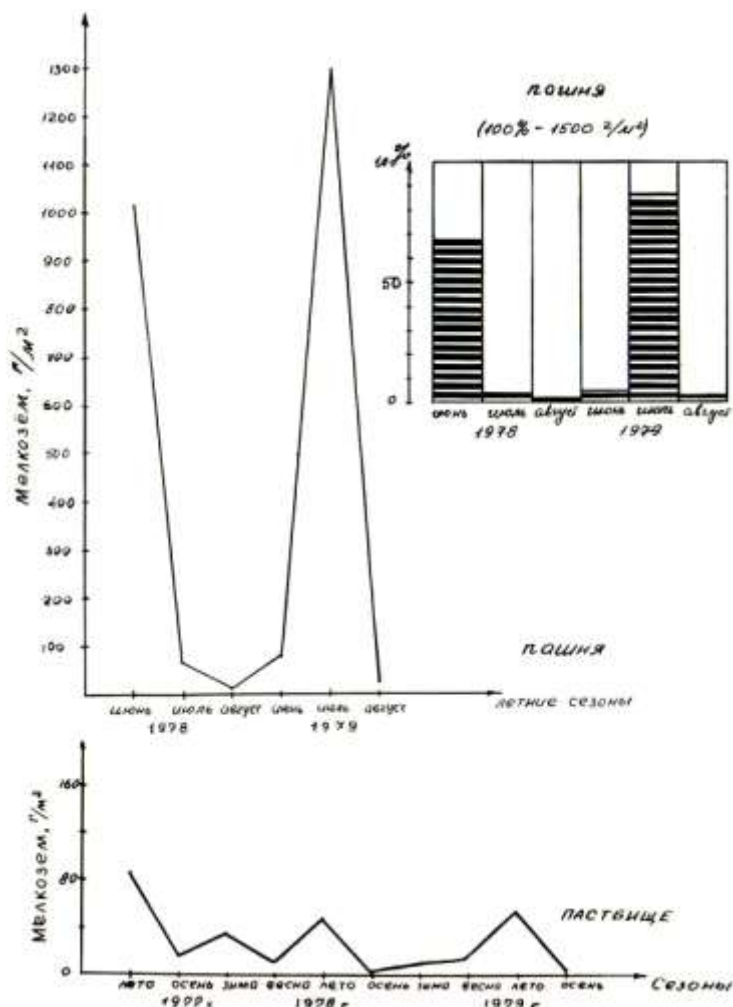 1300
1200
1100
1000
900
800
700
600
500
400
300
200
100
Мелкозём, г/м²
июнь июль август июнь июль август
1978 1979
летние сезоны
пашня
пашня
(100% - 1500 г/м²)
%
50
0
июнь июль август июнь июль август
1978 1979
160
80
0
Мелкозем, г/м²
ПАСТБИЩЕ
лето осень зима весна лето осень зима весна лето осень
1977 г. 1978 г. 1979 г.
Сезоны